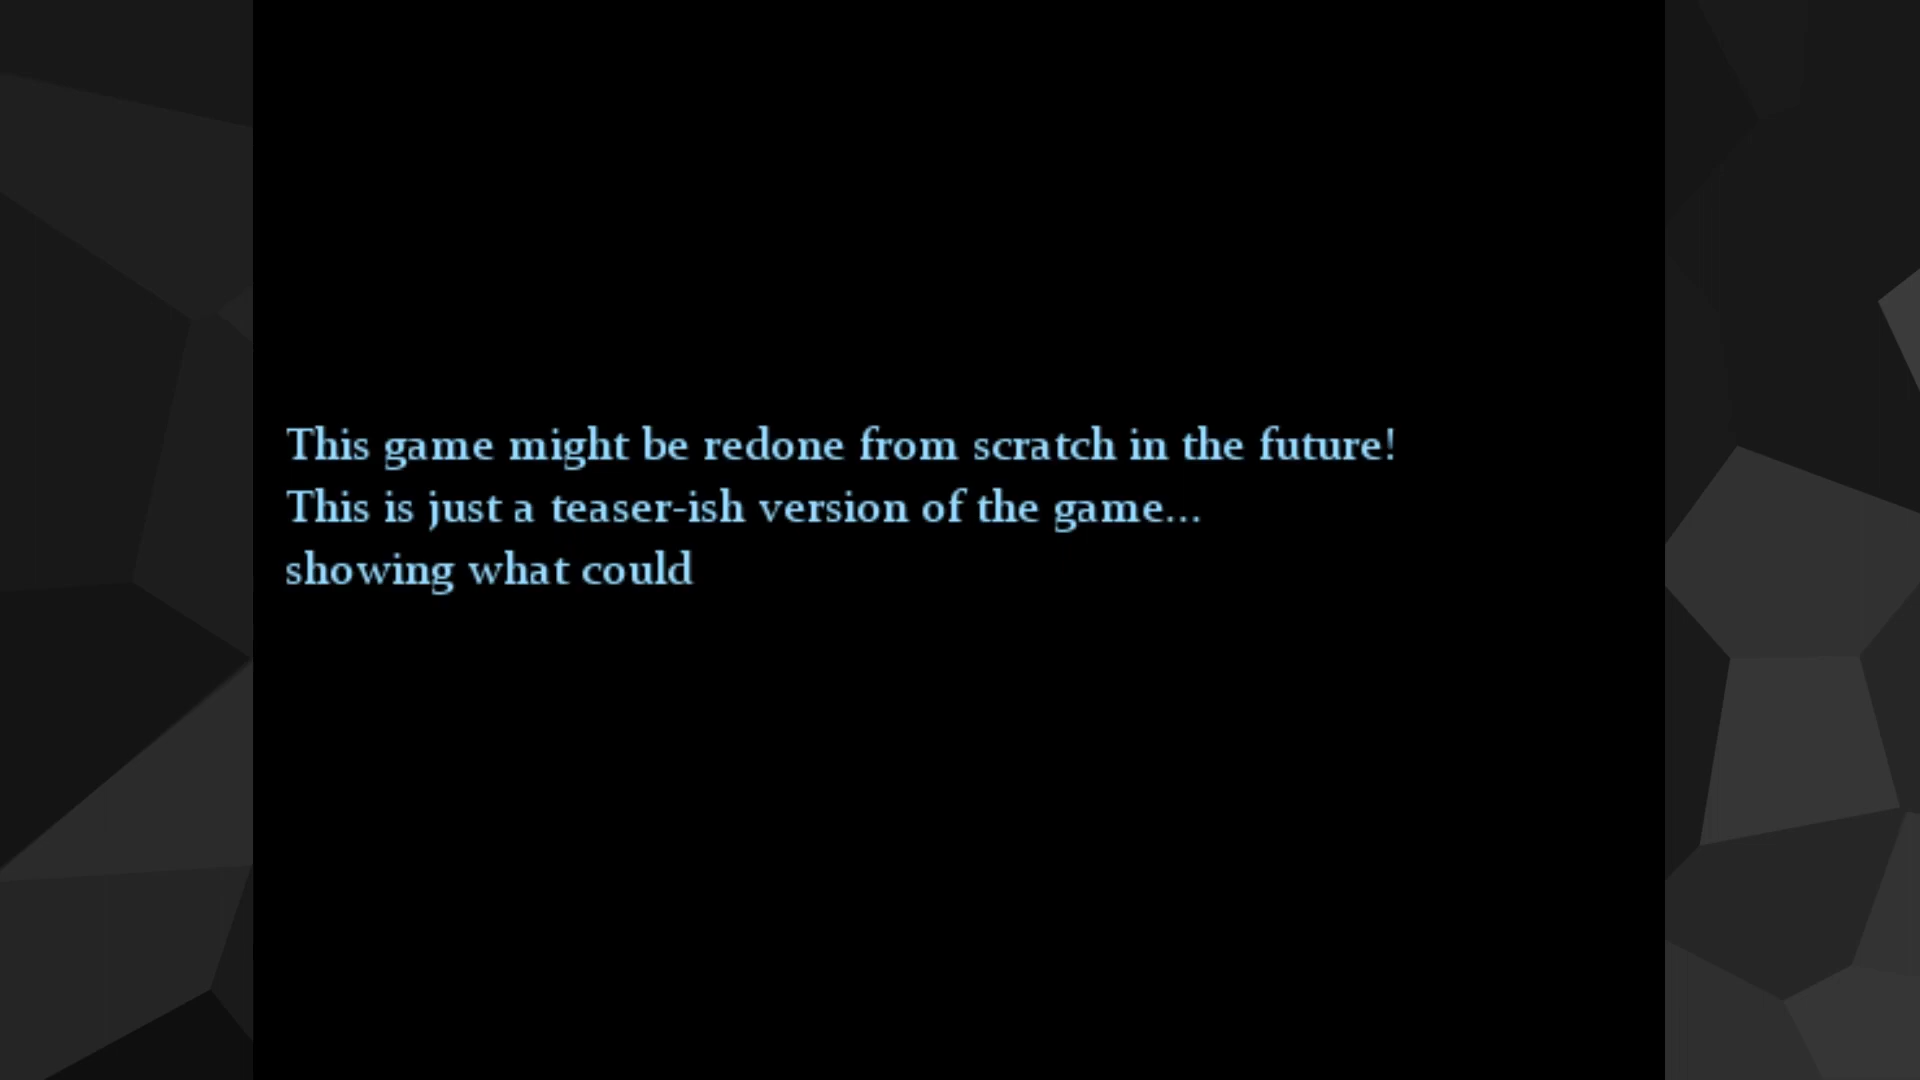 This game might be redone from scratch in the future!
This is just a teaser-ish version of the game...
showing what could